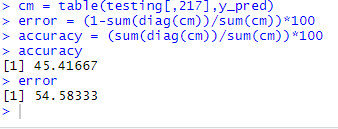 > cm = table(testing[,217],y_pred)
> error = (1-sum(diag(cm))/sum(cm))*100
> accuracy = (sum(diag(cm))/sum(cm))*100
> accuracy
[1] 45.41667
> error
[1] 54.58333
>